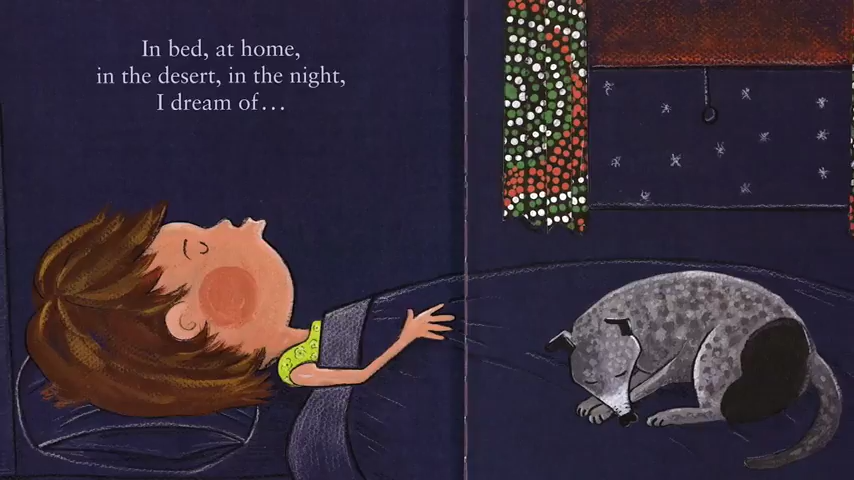 In bed, at home,
in the desert, in the night,
I dream of...